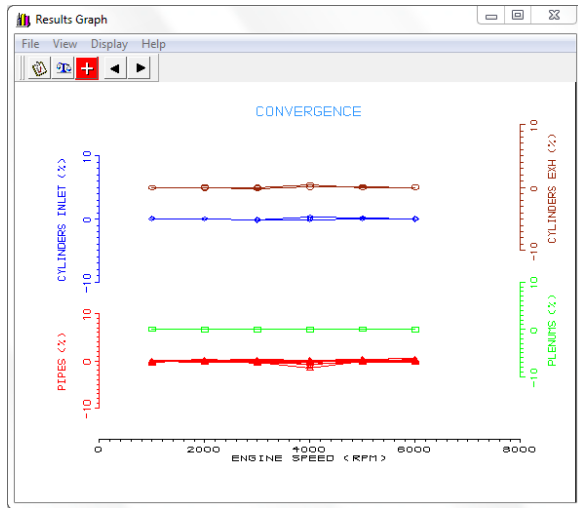 Results Graph
File View Display Help
CONVERGENCE
CYLINDERS INLET (%)
10
0
-10
CYLINDERS EXH (%)
10
0
-10
PIPES (%)
10
0
-10
PLENUMS (%)
10
0
-10
0 2000 4000 6000 8000
ENGINE SPEED (RPM)